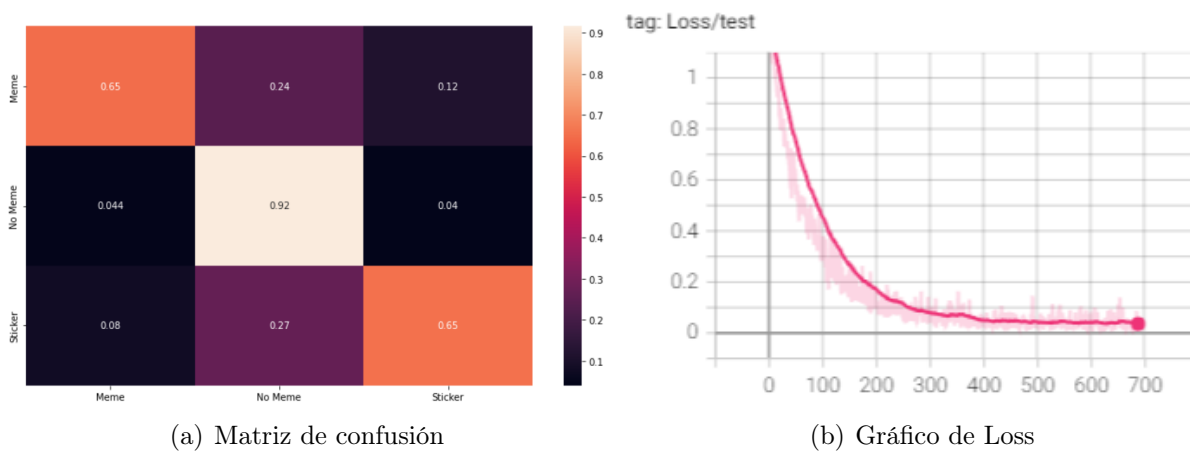 tag: Loss/test
Meme
0.65
0.24
0.12
No Meme
0.044
0.92
0.04
Sticker
0.08
0.27
0.65
Meme
No Meme
Sticker
0.9
0.8
0.7
0.6
0.5
0.4
0.3
0.2
0.1
1
0.8
0.6
0.4
0.2
0
0 100 200 300 400 500 600 700
(a) Matriz de confusión
(b) Gráfico de Loss